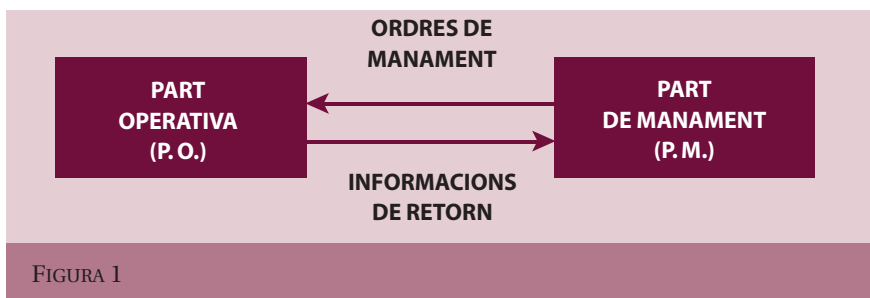 ORDRES DE
MANAMENT
PART
OPERATIVA
(P. O.)
PART
DE MANAMENT
(P. M.)
INFORMACIONS
DE RETORN
FIGURA 1